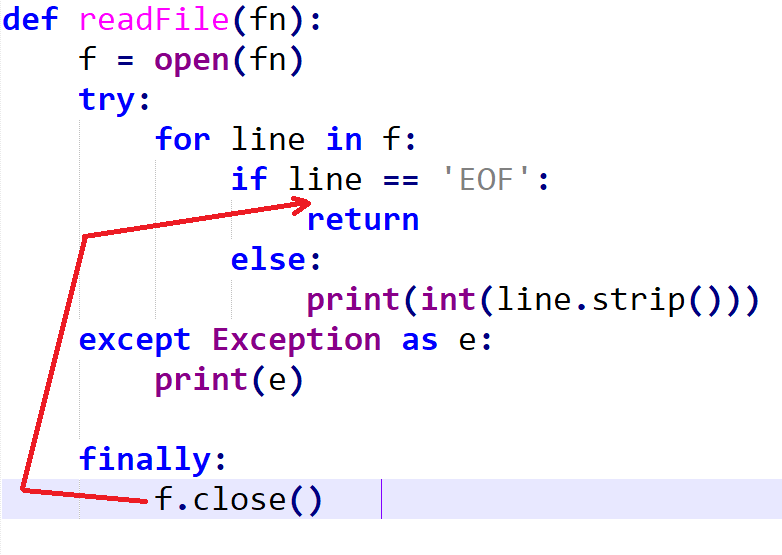 def readFile(fn):
    f = open(fn)
    try:
        for line in f:
            if line == 'EOF':
                return
            else:
                print(int(line.strip()))
    except Exception as e:
        print(e)

    finally:
        f.close()